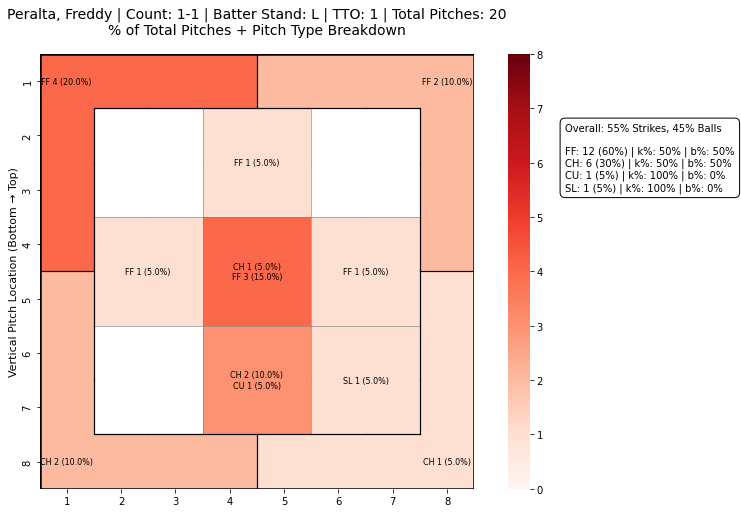 Peralta, Freddy | Count: 1-1 | Batter Stand: L | TTO: 1 | Total Pitches: 20
% of Total Pitches + Pitch Type Breakdown
Vertical Pitch Location (Bottom → Top)
1
2
3
4
5
6
7
8
FF 4 (20.0%)
FF 2 (10.0%)
FF 1 (5.0%)
FF 1 (5.0%)
CH 1 (5.0%)
FF 3 (15.0%)
FF 1 (5.0%)
CH 2 (10.0%)
CU 1 (5.0%)
SL 1 (5.0%)
CH 2 (10.0%)
CH 1 (5.0%)
1
2
3
4
5
6
7
8
8
7
6
5
4
3
2
1
0
Overall: 55% Strikes, 45% Balls
FF: 12 (60%) | k%: 50% | b%: 50%
CH: 6 (30%) | k%: 50% | b%: 50%
CU: 1 (5%) | k%: 100% | b%: 0%
SL: 1 (5%) | k%: 100% | b%: 0%